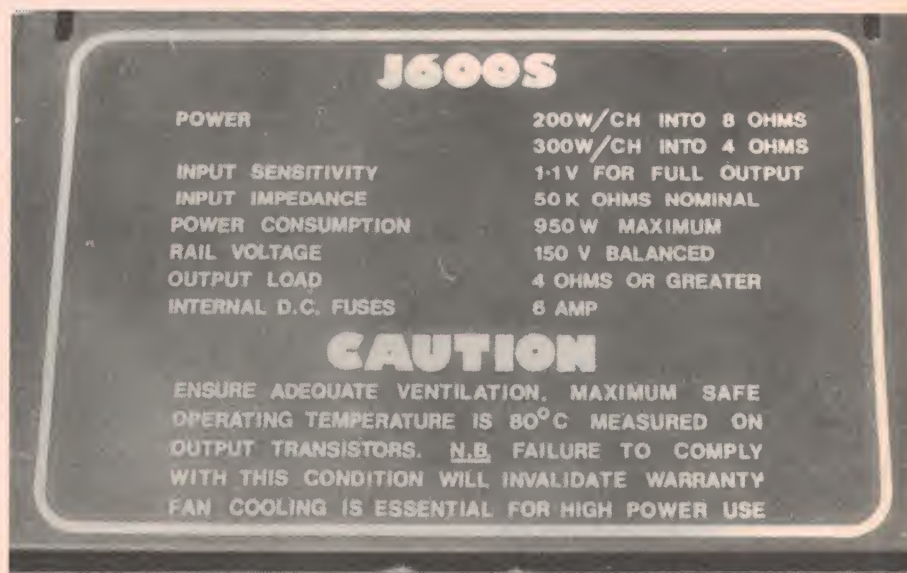 J600S
POWER 200W/CH INTO 8 OHMS
300W/CH INTO 4 OHMS
INPUT SENSITIVITY 1·1V FOR FULL OUTPUT
INPUT IMPEDANCE 50K OHMS NOMINAL
POWER CONSUMPTION 950W MAXIMUM
RAIL VOLTAGE 150 V BALANCED
OUTPUT LOAD 4 OHMS OR GREATER
INTERNAL D.C. FUSES 6 AMP
CAUTION
ENSURE ADEQUATE VENTILATION. MAXIMUM SAFE
OPERATING TEMPERATURE IS 80°C MEASURED ON
OUTPUT TRANSISTORS. N.B. FAILURE TO COMPLY
WITH THIS CONDITION WILL INVALIDATE WARRANTY
FAN COOLING IS ESSENTIAL FOR HIGH POWER USE